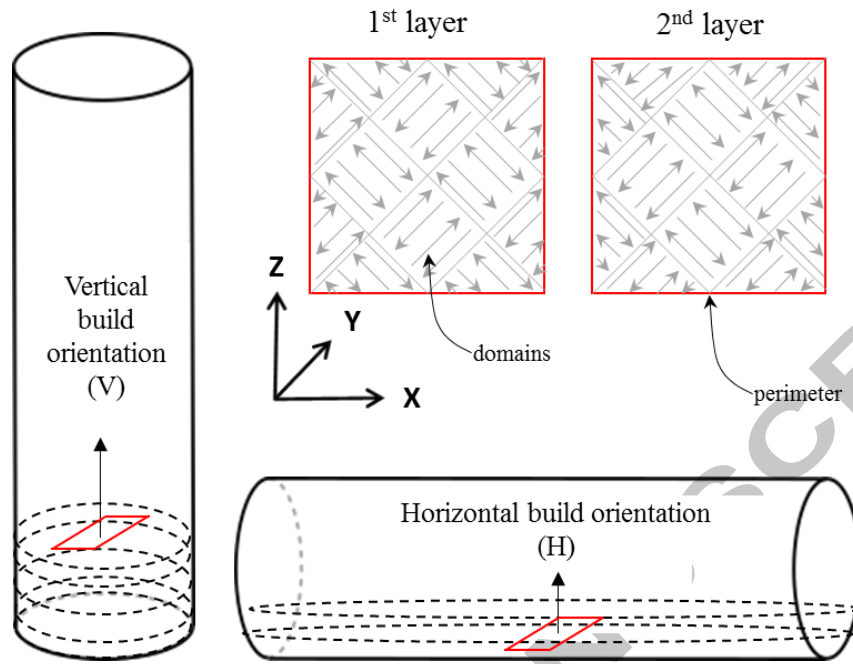 1st layer
2nd layer
Vertical
build
orientation
(V)
Z
Y
X
domains
perimeter
Horizontal build orientation
(H)